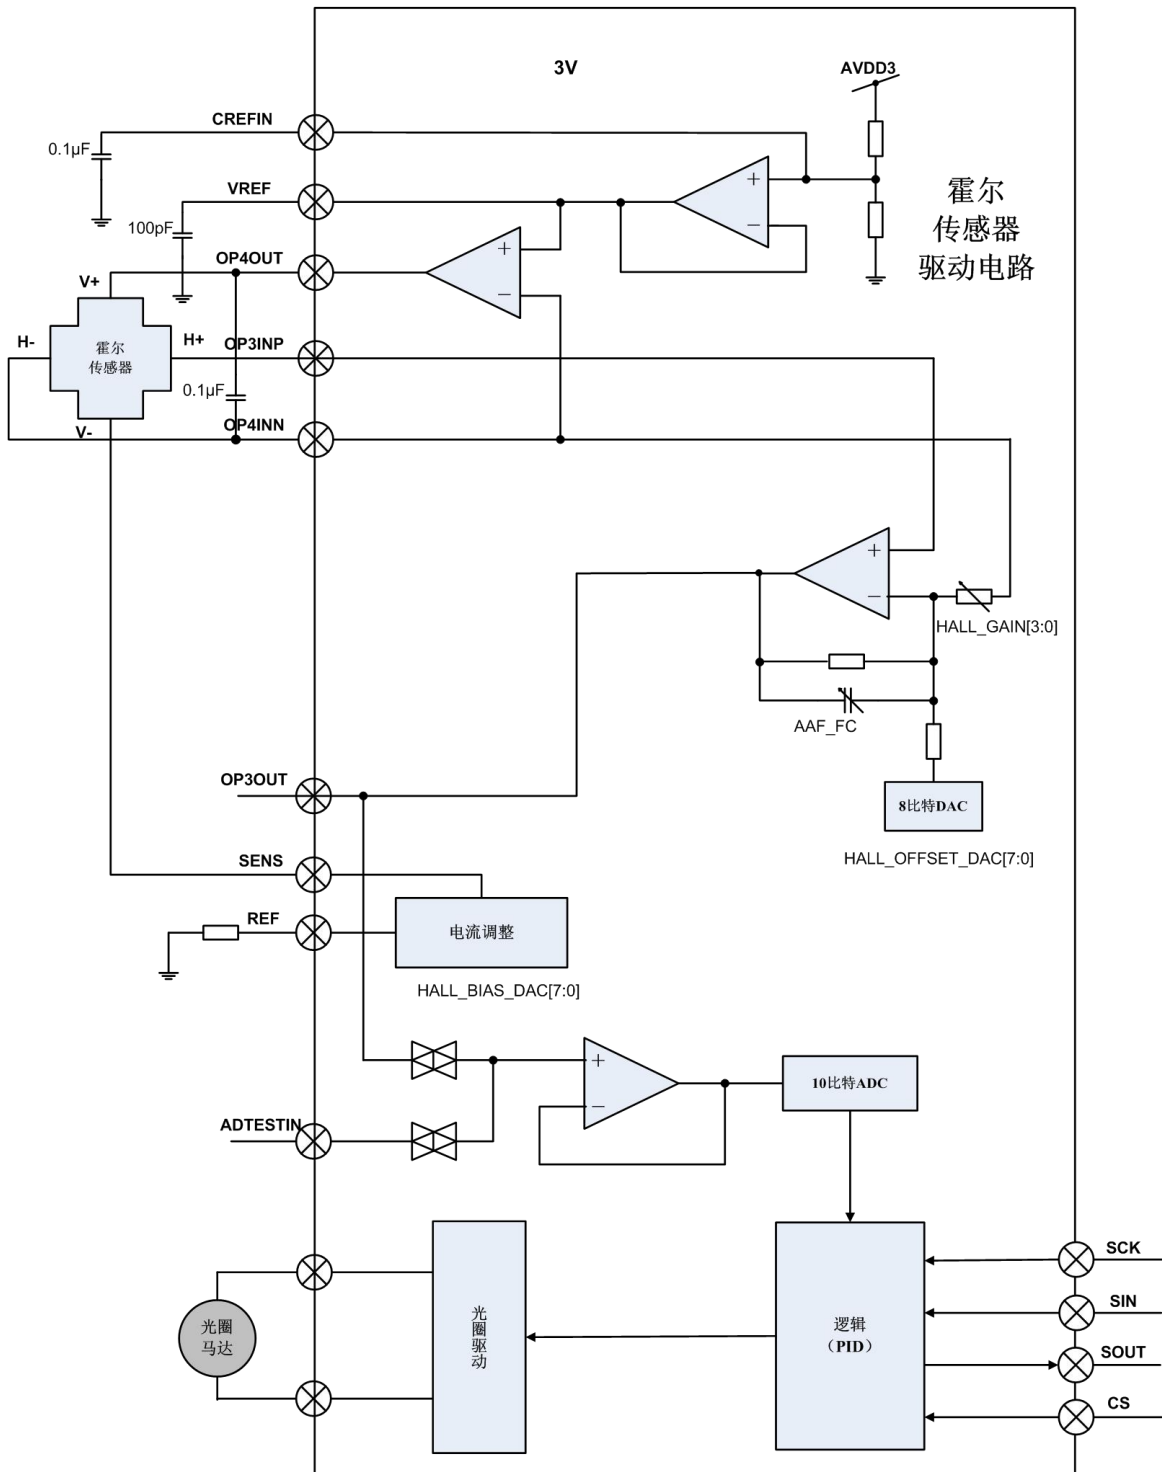 3V
AVDD3
CREFIN
0.1μF
VREF
100pF
霍尔
传感器
驱动电路
OP4OUT
V+
H-
霍尔
传感器
H+
OP3INP
0.1μF
V-
OP4INN
+
−
+
−
+
−
HALL_GAIN[3:0]
AAF_FC
OP3OUT
8比特DAC
HALL_OFFSET_DAC[7:0]
SENS
REF
电流调整
HALL_BIAS_DAC[7:0]
+
−
10比特ADC
ADTESTIN
光圈
马达
光圈驱动
逻辑
（PID）
SCK
SIN
SOUT
CS